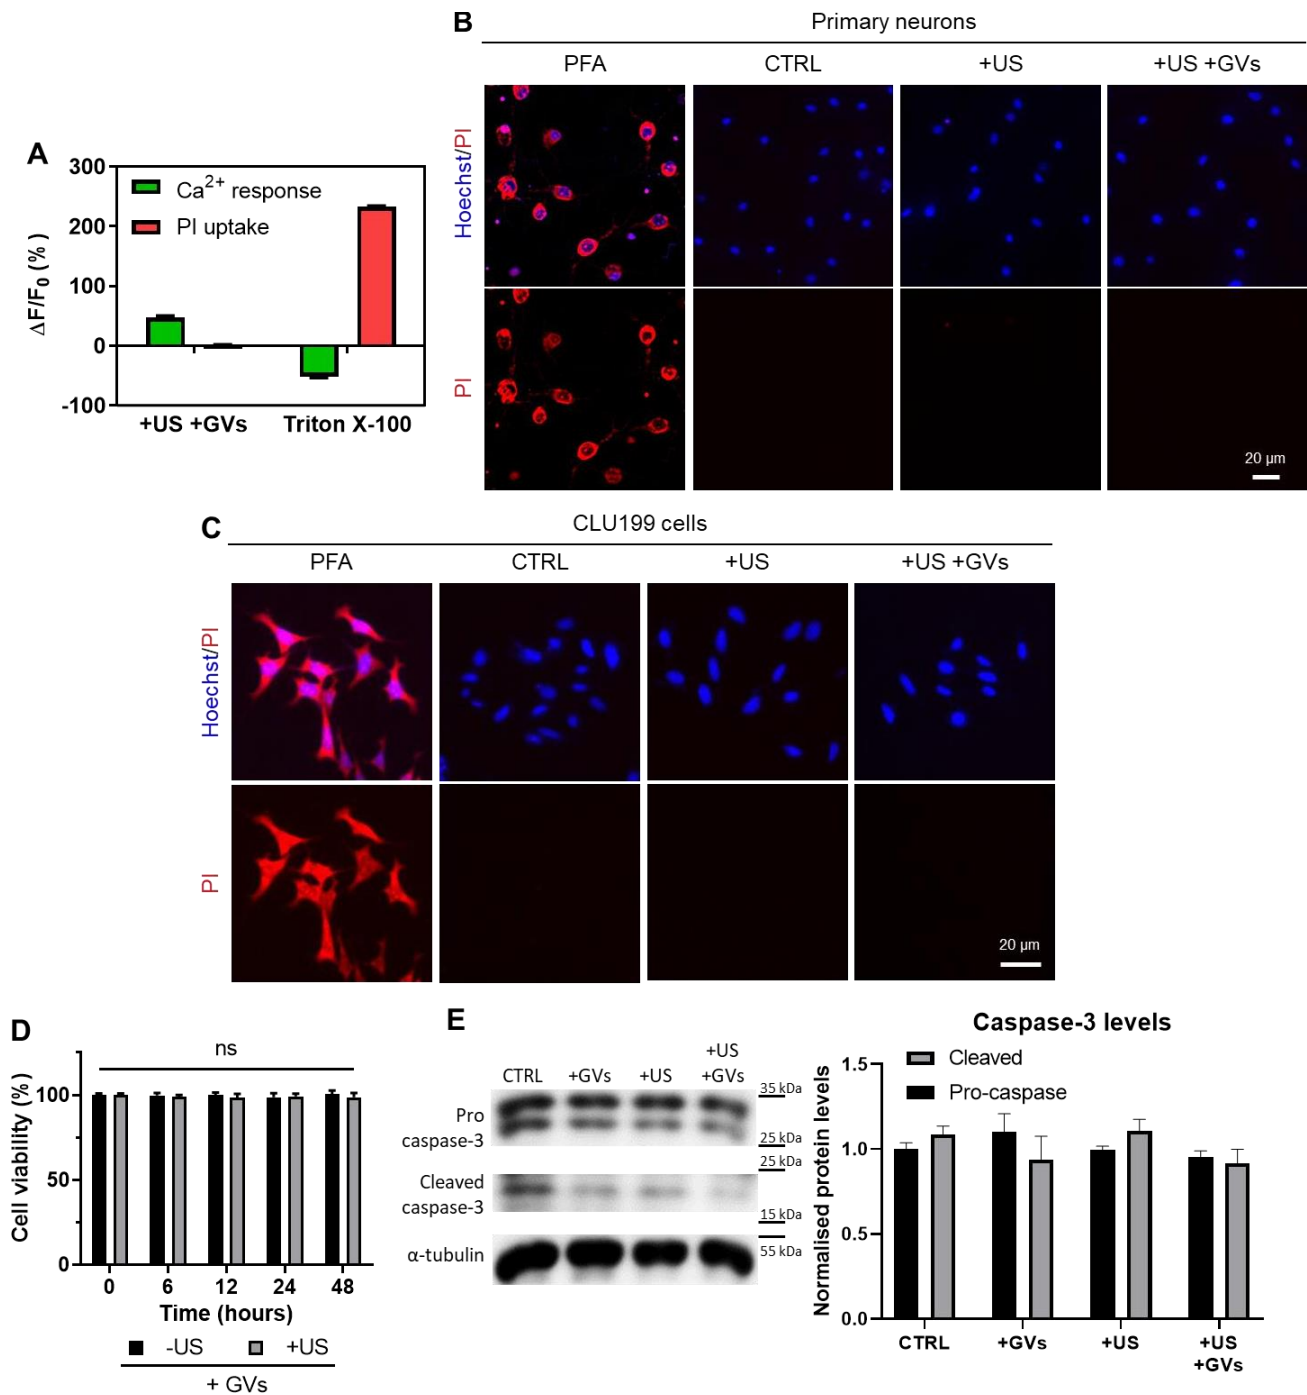 A
300
200
100
0
-100
ΔF/F0 (%)
Ca2+ response
PI uptake
+US +GVs
Triton X-100
B
Primary neurons
PFA
CTRL
+US
+US +GVs
Hoechst/PI
PI
20 µm
C
CLU199 cells
PFA
CTRL
+US
+US +GVs
Hoechst/PI
PI
20 µm
D
ns
100
50
0
Cell viability (%)
0 6 12 24 48
Time (hours)
-US
+US
+ GVs
E
CTRL
+GVs
+US
+US
+GVs
Pro
caspase-3
Cleaved
caspase-3
α-tubulin
35 kDa
25 kDa
25 kDa
15 kDa
55 kDa
Caspase-3 levels
Cleaved
Pro-caspase
1.5
1.0
0.5
0.0
Normalised protein levels
CTRL
+GVs
+US
+US
+GVs